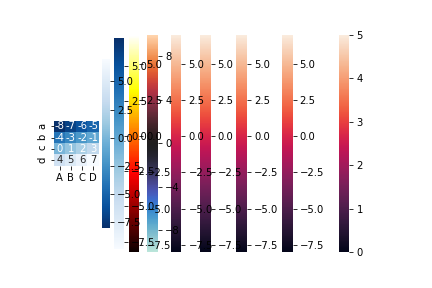 5
8
5.0 5.0 5.0 5.0 5.0 5.0
4
2.5 2.5 4 2.5 2.5 2.5 2.5
3
a -8 -7 -6 -5
b -4 -3 -2 -1
0.0 0.0 0 0.0 0.0 0.0 0.0
c 0 1 2 3
d 4 5 6 7
−2.5 −2.5 −2.5 −2.5 −2.5 −2.5
2
A B C D
−4
−5.0 −5.0 −5.0 −5.0 −5.0 −5.0
1
−7.5 −8
−7.5 −7.5 −7.5 −7.5 −7.5 −7.5
0